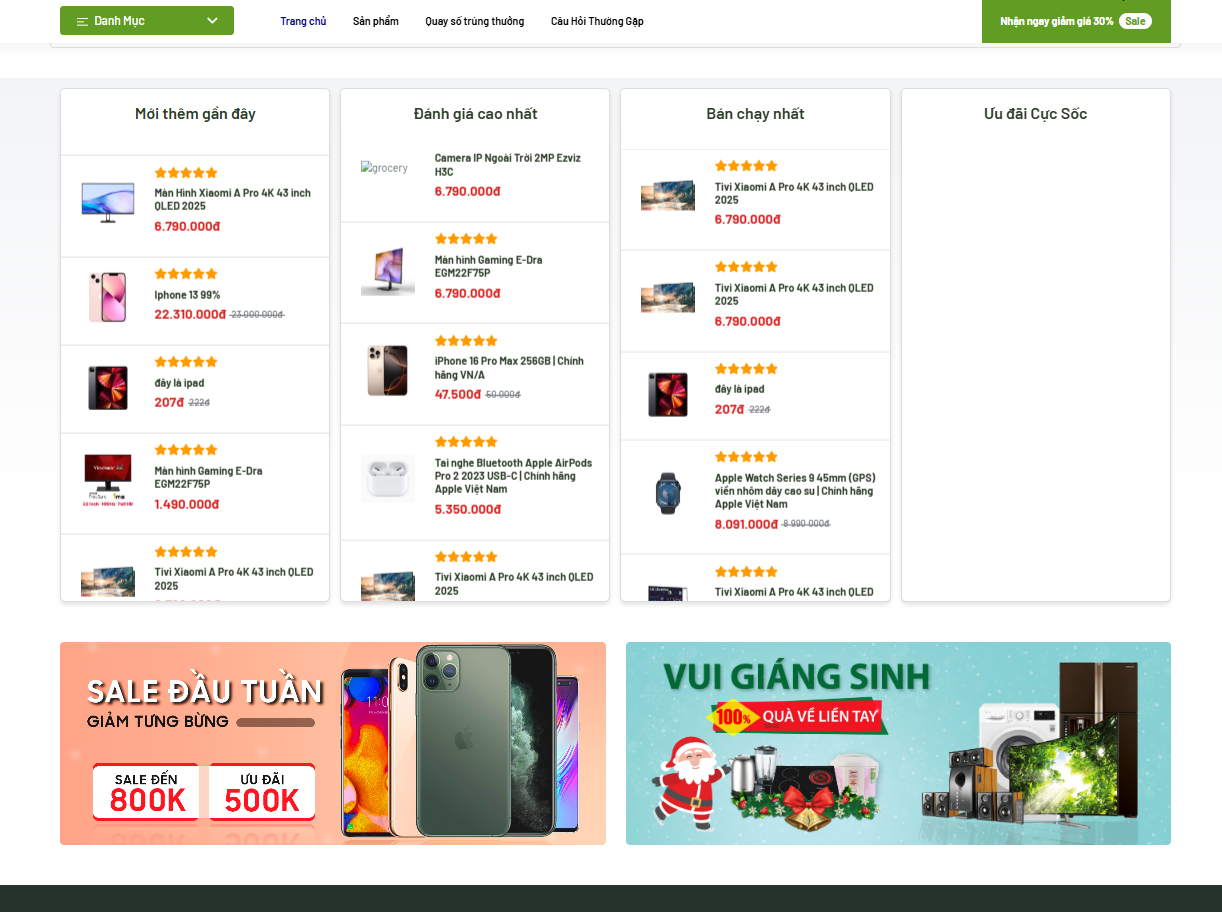 Danh Mục
Trang chủ
Sản phẩm
Quay số trúng thưởng
Câu Hỏi Thường Gặp
Nhận ngay giảm giá 30%
Sale
Mới thêm gần đây
Màn Hình Xiaomi A Pro 4K 43 inch
QLED 2025
6.790.000đ
Iphone 13 99%
22.310.000đ 23.000.000đ
đây là ipad
207đ 222đ
Màn hình Gaming E-Dra
EGM22F75P
1.490.000đ
Tivi Xiaomi A Pro 4K 43 inch QLED
2025
Đánh giá cao nhất
grocery
Camera IP Ngoài Trời 2MP Ezviz
H3C
6.790.000đ
Màn hình Gaming E-Dra
EGM22F75P
6.790.000đ
iPhone 16 Pro Max 256GB | Chính
hãng VN/A
47.500đ 50.000đ
Tai nghe Bluetooth Apple AirPods
Pro 2 2023 USB-C | Chính hãng
Apple Việt Nam
5.350.000đ
Tivi Xiaomi A Pro 4K 43 inch QLED
2025
Bán chạy nhất
Tivi Xiaomi A Pro 4K 43 inch QLED
2025
6.790.000đ
Tivi Xiaomi A Pro 4K 43 inch QLED
2025
6.790.000đ
đây là ipad
207đ 222đ
Apple Watch Series 9 45mm (GPS)
viền nhôm dây cao su | Chính hãng
Apple Việt Nam
8.091.000đ 8.990.000đ
Tivi Xiaomi A Pro 4K 43 inch QLED
Ưu đãi Cực Sốc
SALE ĐẦU TUẦN
GIẢM TƯNG BỪNG
SALE ĐẾN
800K
ƯU ĐÃI
500K
VUI GIÁNG SINH
100% QUÀ VỀ LIỀN TAY